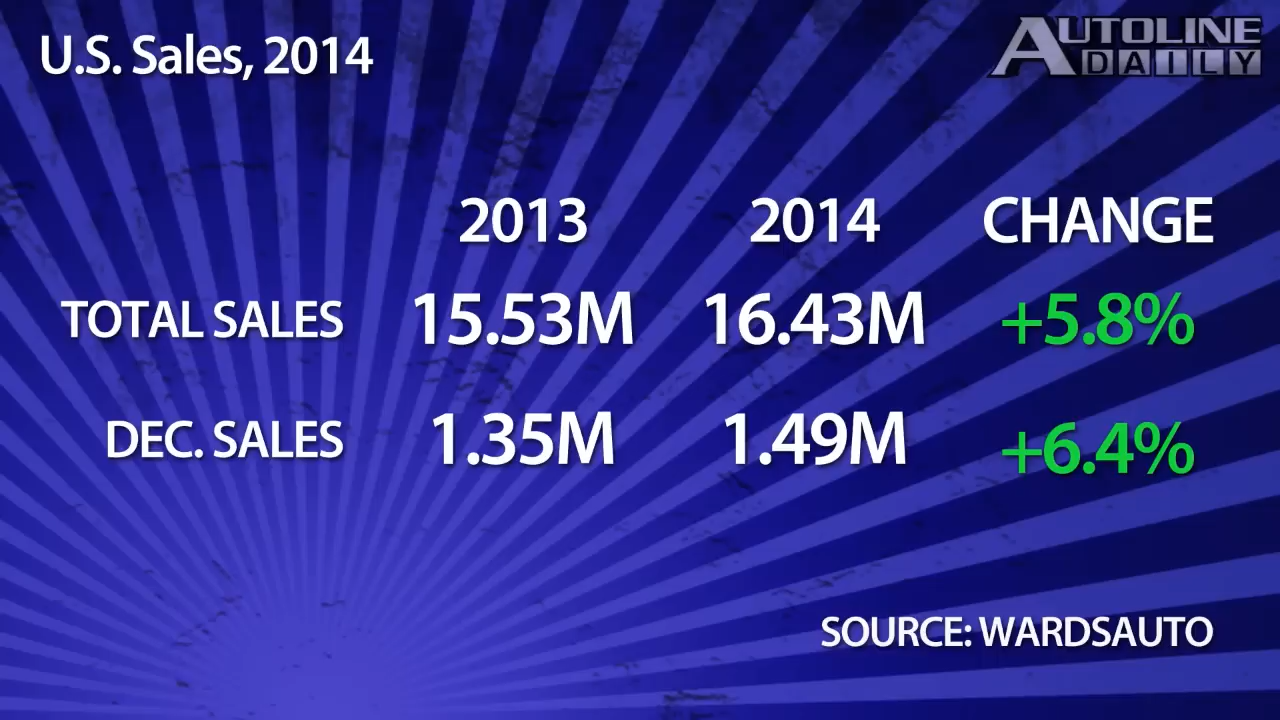 U.S. Sales, 2014
AUTOLINE
DAILY
2013 2014 CHANGE
TOTAL SALES 15.53M 16.43M +5.8%
DEC. SALES 1.35M 1.49M +6.4%
SOURCE: WARDSAUTO